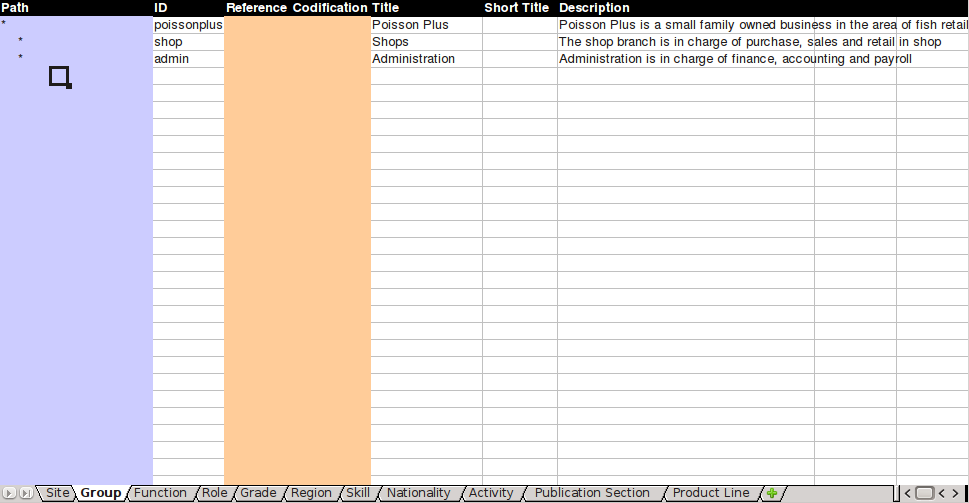 Path ID Reference Codification Title Short Title Description
* poissonplus Poisson Plus Poisson Plus is a small family owned business in the area of fish retail
* shop Shops The shop branch is in charge of purchase, sales and retail in shop
* admin Administration Administration is in charge of finance, accounting and payroll
Site Group Function Role Grade Region Skill Nationality Activity Publication Section Product Line